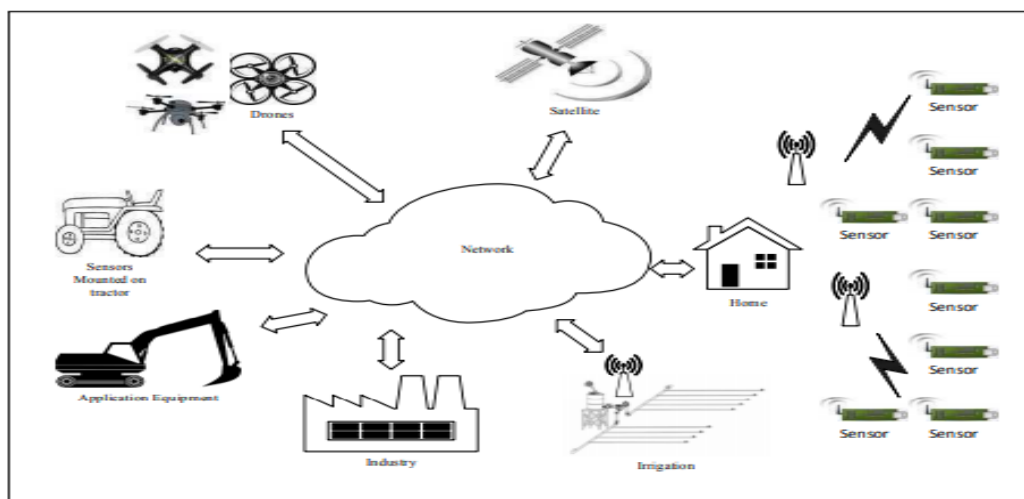 Drones
Satellite
Sensor
Sensor
Sensor
Sensor
Network
Sensors
Mounted on
tractor
Home
Sensor
Sensor
Application Equipment
Sensor
Sensor
Industry
Irrigation